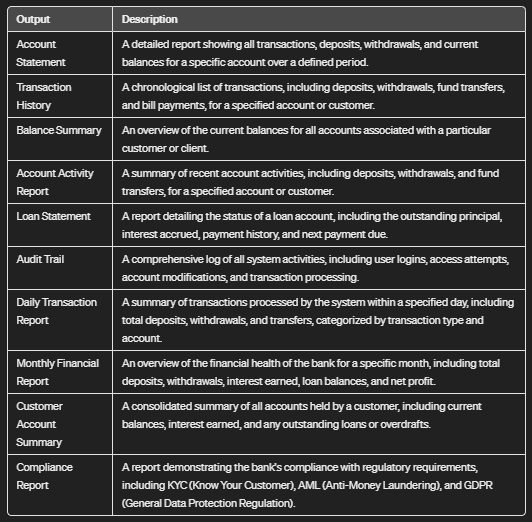 Output Description
Account Statement A detailed report showing all transactions, deposits, withdrawals, and current
balances for a specific account over a defined period.
Transaction History A chronological list of transactions, including deposits, withdrawals, fund transfers,
and bill payments, for a specified account or customer.
Balance Summary An overview of the current balances for all accounts associated with a particular
customer or client.
Account Activity Report A summary of recent account activities, including deposits, withdrawals, and fund
transfers, for a specified account or customer.
Loan Statement A report detailing the status of a loan account, including the outstanding principal,
interest accrued, payment history, and next payment due.
Audit Trail A comprehensive log of all system activities, including user logins, access attempts,
account modifications, and transaction processing.
Daily Transaction Report A summary of transactions processed by the system within a specified day, including
total deposits, withdrawals, and transfers, categorized by transaction type and
account.
Monthly Financial Report An overview of the financial health of the bank for a specific month, including total
deposits, withdrawals, interest earned, loan balances, and net profit.
Customer Account Summary A consolidated summary of all accounts held by a customer, including current
balances, interest earned, and any outstanding loans or overdrafts.
Compliance Report A report demonstrating the bank's compliance with regulatory requirements,
including KYC (Know Your Customer), AML (Anti-Money Laundering), and GDPR
(General Data Protection Regulation).